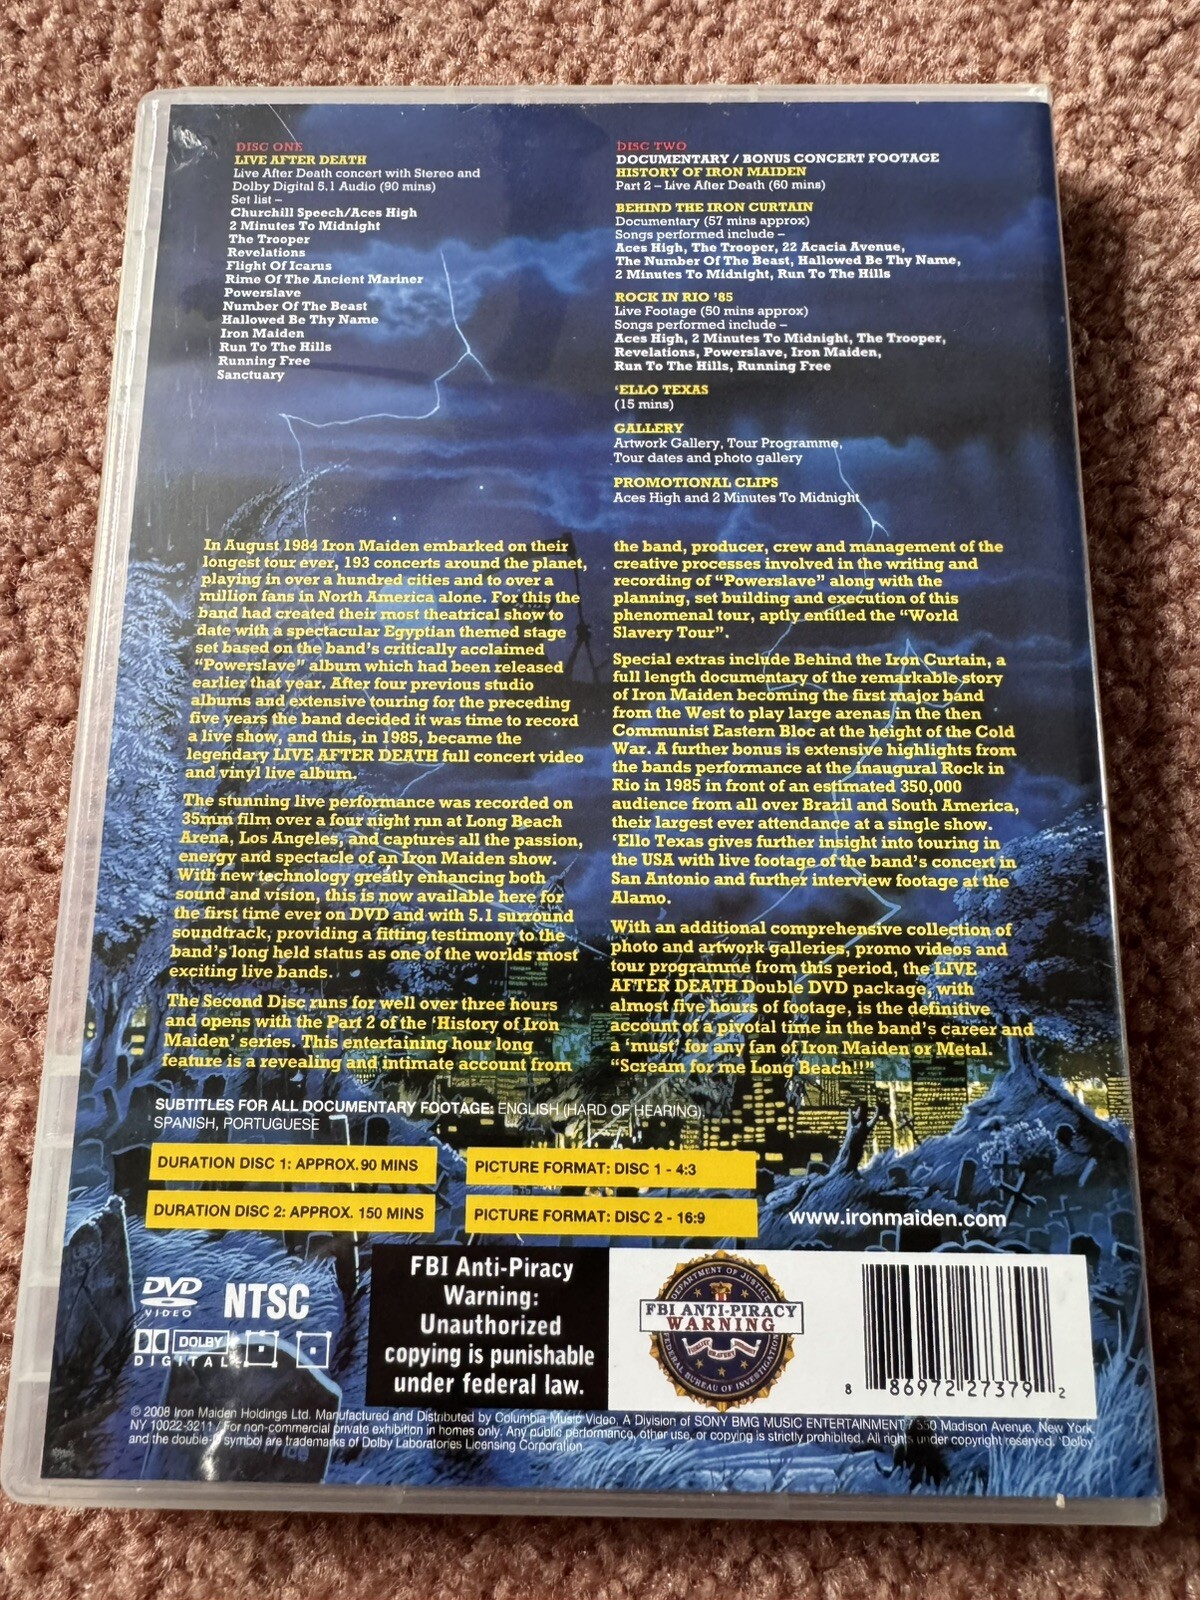 DISC ONE
LIVE AFTER DEATH
Live After Death concert with Stereo and
Dolby Digital 5.1 Audio (90 mins)
Set list –
Churchill Speech/Aces High
2 Minutes To Midnight
The Trooper
Revelations
Flight Of Icarus
Rime Of The Ancient Mariner
Powerslave
Number Of The Beast
Hallowed Be Thy Name
Iron Maiden
Run To The Hills
Running Free
Sanctuary
DISC TWO
DOCUMENTARY / BONUS CONCERT FOOTAGE
HISTORY OF IRON MAIDEN
Part 2 – Live After Death (60 mins)
BEHIND THE IRON CURTAIN
Documentary (57 mins approx)
Songs performed include –
Aces High, The Trooper, 22 Acacia Avenue,
The Number Of The Beast, Hallowed Be Thy Name,
2 Minutes To Midnight, Run To The Hills
ROCK IN RIO '85
Live Footage (50 mins approx)
Songs performed include –
Aces High, 2 Minutes To Midnight, The Trooper,
Revelations, Powerslave, Iron Maiden,
Run To The Hills, Running Free
'ELLO TEXAS
(15 mins)
GALLERY
Artwork Gallery, Tour Programme,
Tour dates and photo gallery
PROMOTIONAL CLIPS
Aces High and 2 Minutes To Midnight
In August 1984 Iron Maiden embarked on their
longest tour ever, 193 concerts around the planet,
playing in over a hundred cities and to over a
million fans in North America alone. For this the
band had created their most theatrical show to
date with a spectacular Egyptian themed stage
set based on the band's critically acclaimed
"Powerslave" album which had been released
earlier that year. After four previous studio
albums and extensive touring for the preceding
five years the band decided it was time to record
a live show, and this, in 1985, became the
legendary LIVE AFTER DEATH full concert video
and vinyl live album.
The stunning live performance was recorded on
35mm film over a four night run at Long Beach
Arena, Los Angeles, and captures all the passion,
energy and spectacle of an Iron Maiden show.
With new technology greatly enhancing both
sound and vision, this is now available here for
the first time ever on DVD and with 5.1 surround
soundtrack, providing a fitting testimony to the
band's long held status as one of the worlds most
exciting live bands.
The Second Disc runs for well over three hours
and opens with the Part 2 of the 'History of Iron
Maiden' series. This entertaining hour long
feature is a revealing and intimate account from
the band, producer, crew and management of the
creative processes involved in the writing and
recording of "Powerslave" along with the
planning, set building and execution of this
phenomenal tour, aptly entitled the "World
Slavery Tour".
Special extras include Behind the Iron Curtain, a
full length documentary of the remarkable story
of Iron Maiden becoming the first major band
from the West to play large arenas in the then
Communist Eastern Bloc at the height of the Cold
War. A further bonus is extensive highlights from
the bands performance at the inaugural Rock in
Rio in 1985 in front of an estimated 350,000
audience from all over Brazil and South America,
their largest ever attendance at a single show.
'Ello Texas gives further insight into touring in
the USA with live footage of the band's concert in
San Antonio and further interview footage at the
Alamo.
With an additional comprehensive collection of
photo and artwork galleries, promo videos and
tour programme from this period, the LIVE
AFTER DEATH Double DVD package, with
almost five hours of footage, is the definitive
account of a pivotal time in the band's career and
a 'must' for any fan of Iron Maiden or Metal.
"Scream for me Long Beach!!"
SUBTITLES FOR ALL DOCUMENTARY FOOTAGE: ENGLISH (HARD OF HEARING),
SPANISH, PORTUGUESE
DURATION DISC 1: APPROX.90 MINS
PICTURE FORMAT: DISC 1 - 4:3
DURATION DISC 2: APPROX. 150 MINS
PICTURE FORMAT: DISC 2 - 16:9
www.ironmaiden.com
DVD
VIDEO
NTSC
DOLBY
DIGITAL
FBI Anti-Piracy
Warning:
Unauthorized
copying is punishable
under federal law.
DEPARTMENT OF JUSTICE
FBI ANTI-PIRACY
WARNING
FEDERAL BUREAU OF INVESTIGATION
8 86972 27379 2
© 2008 Iron Maiden Holdings Ltd. Manufactured and Distributed by Columbia Music Video, A Division of SONY BMG MUSIC ENTERTAINMENT / 550 Madison Avenue, New York,
NY 10022-3211 / For non-commercial private exhibition in homes only. Any public performance, other use, or copying is strictly prohibited. All rights under copyright reserved. 'Dolby
and the double-D symbol are trademarks of Dolby Laboratories Licensing Corporation.